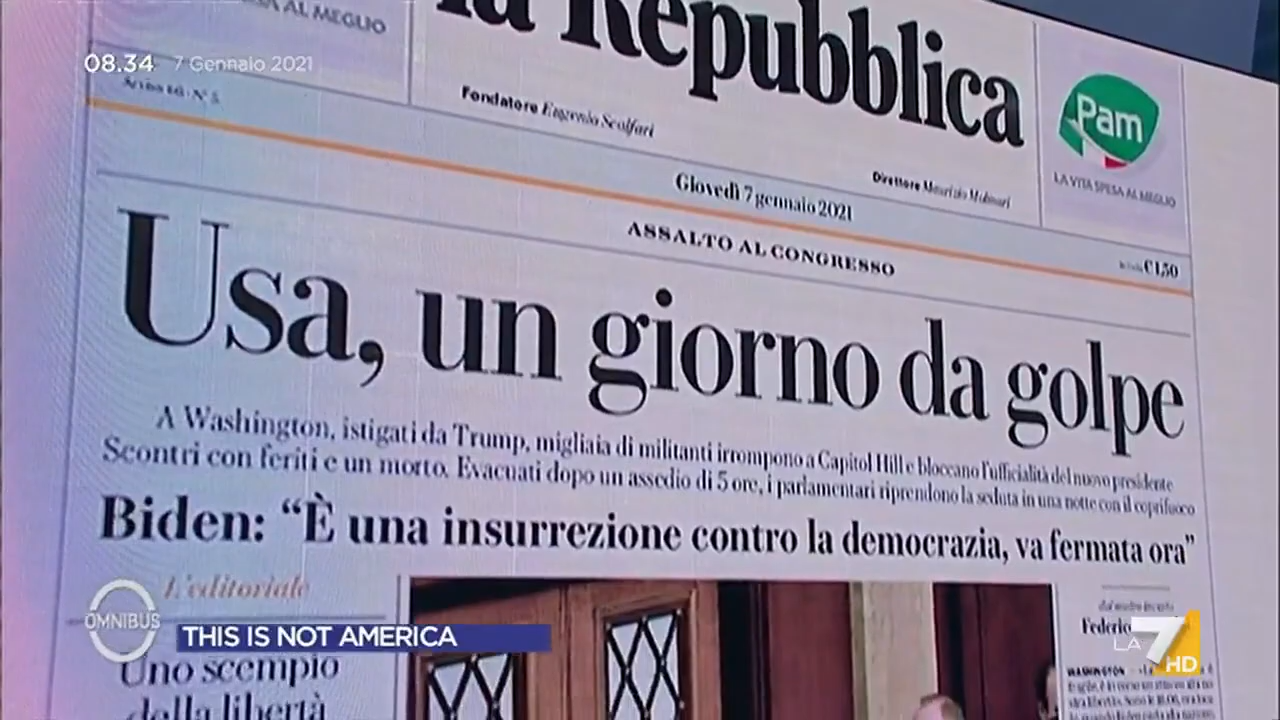 AL MEGLIO
la Repubblica
08.34 7 Gennaio 2021
Pam
LA VITA SPESA AL MEGLIO
Fondatore Eugenio Scalfari
Direttore Maurizio Molinari
Giovedì 7 gennaio 2021
€ 1,50
ASSALTO AL CONGRESSO
Usa, un giorno da golpe
A Washington, istigati da Trump, migliaia di militanti irrompono a Capitol Hill e bloccano l'ufficialità del nuovo presidente
Scontri con feriti e un morto. Evacuati dopo un assedio di 5 ore, i parlamentari riprendono la seduta in una notte con il coprifuoco
Biden: “È una insurrezione contro la democrazia, va fermata ora”
L'editoriale
Uno scempio
della libertà
Federico
WASHINGTON
OMNIBUS
THIS IS NOT AMERICA
LA 7 HD